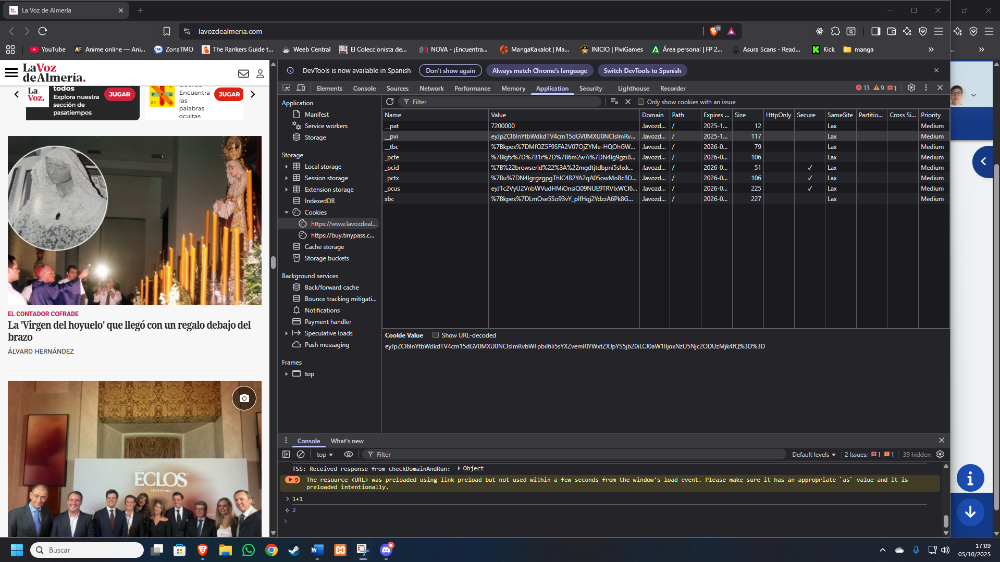 La Voz de Almería
lavozdealmeria.com
11
YouTube
Anime online — Ani...
ZonaTMO
The Rankers Guide t...
Weeb Central
El Coleccionista de...
NOVA - ¡Encuentra...
MangaKakalot | Ma...
INICIO | PiviGames
Área personal | FP 2...
Asura Scans - Read...
Kick
manga
LaVoz
deAlmería.
La
Voz.
todos
Explora nuestra
sección de
pasatiempos
JUGAR
Encuentra
las
palabras
ocultas
JUGAR
EL CONTADOR COFRADE
La 'Virgen del hoyuelo' que llegó con un regalo debajo del
brazo
ÁLVARO HERNÁNDEZ
ECLOS
COSENTINO
DevTools is now available in Spanish
Don't show again
Always match Chrome's language
Switch DevTools to Spanish
Elements
Console
Sources
Network
Performance
Memory
Application
Security
Lighthouse
Recorder
13
9
1
Application
Manifest
Service workers
Storage
Storage
Local storage
Session storage
Extension storage
IndexedDB
Cookies
https://www.lavozdeal...
https://buy.tinypass.c...
Cache storage
Storage buckets
Background services
Back/forward cache
Bounce tracking mitigati...
Notifications
Payment handler
Speculative loads
Push messaging
Frames
top
Filter
Only show cookies with an issue
Name Value Domain Path Expires ... Size HttpOnly Secure SameSite Partitio... Cross Si... Priority
__pat 7200000 .lavozd... / 2025-1... 12 Lax Medium
__pvi eyJpZCI6InYtbWdkdTV4cm15dGV0MXU0NCIsImRv... .lavozd... / 2025-1... 117 Lax Medium
__tbc %7Bkpex%7DMfOZ5F9SFA2V07OjZYMe-HQOhGW... .lavozd... / 2026-0... 79 Lax Medium
_pcfe %7Bkjfx%7D%7B1r%7D%7B6m2w7i%7DN4Ig9gziB... .lavozd... / 2026-0... 106 Lax Medium
_pcid %7B%22browserId%22%3A%22mgdtjtdbpni5shxk... .lavozd... / 2026-0... 51 ✓ Lax Medium
_pctx %7Bu%7DN4IgrgzgpgThIC4B2YA2qA05owMoBcBD... .lavozd... / 2026-0... 106 ✓ Lax Medium
_pcus eyJ1c2VyU2VnbWVudHMiOnsiQ09NUE9TRVIxWCI6... .lavozd... / 2026-0... 225 ✓ Lax Medium
xbc %7Bkpex%7DLmOse5So93vY_pIfHqj2YdzzA6Pk8G... .lavozd... / 2026-0... 227 Lax Medium
Cookie Value
Show URL-decoded
eyJpZCI6InYtbWdkdTV4cm15dGV0MXU0NCIsImRvbWFpbiI6Ii5sYXZvemRlYWxtZXJpYS5jb20iLCJ0aW1lIjoxNzU5Njc2ODUzMjk4fQ%3D%3D
Console
What's new
top
Filter
Default levels
2 Issues:
1
1
39 hidden
TSS: Received response from checkDomainAndRun: Object
9
The resource <URL> was preloaded using link preload but not used within a few seconds from the window's load event. Please make sure it has an appropriate `as` value and it is
preloaded intentionally.
1+1
2
Buscar
17:09
05/10/2025